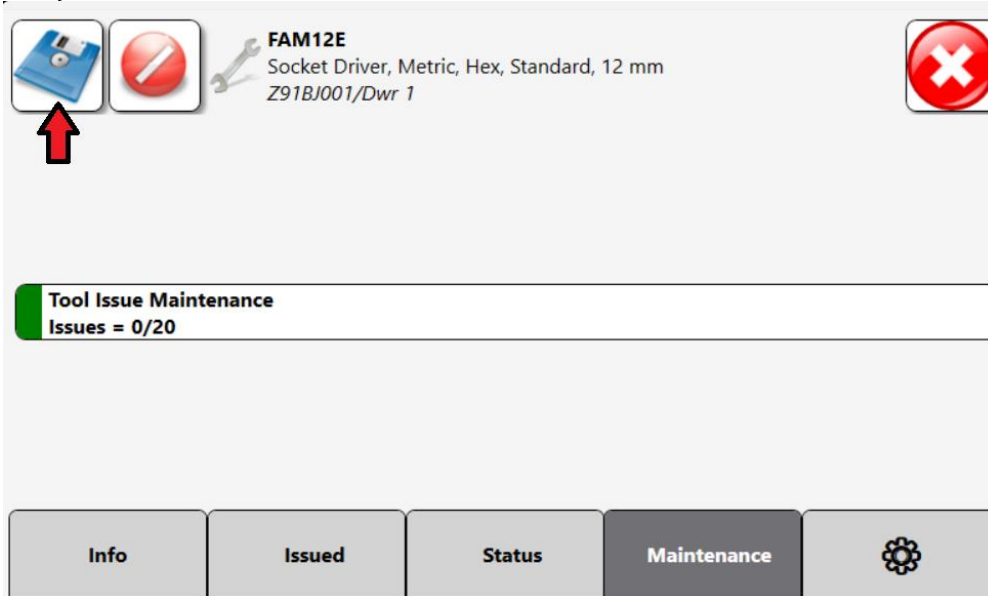 FAM12E
Socket Driver, Metric, Hex, Standard, 12 mm
Z91BJ001/Dwr 1
Tool Issue Maintenance
Issues = 0/20
Info
Issued
Status
Maintenance